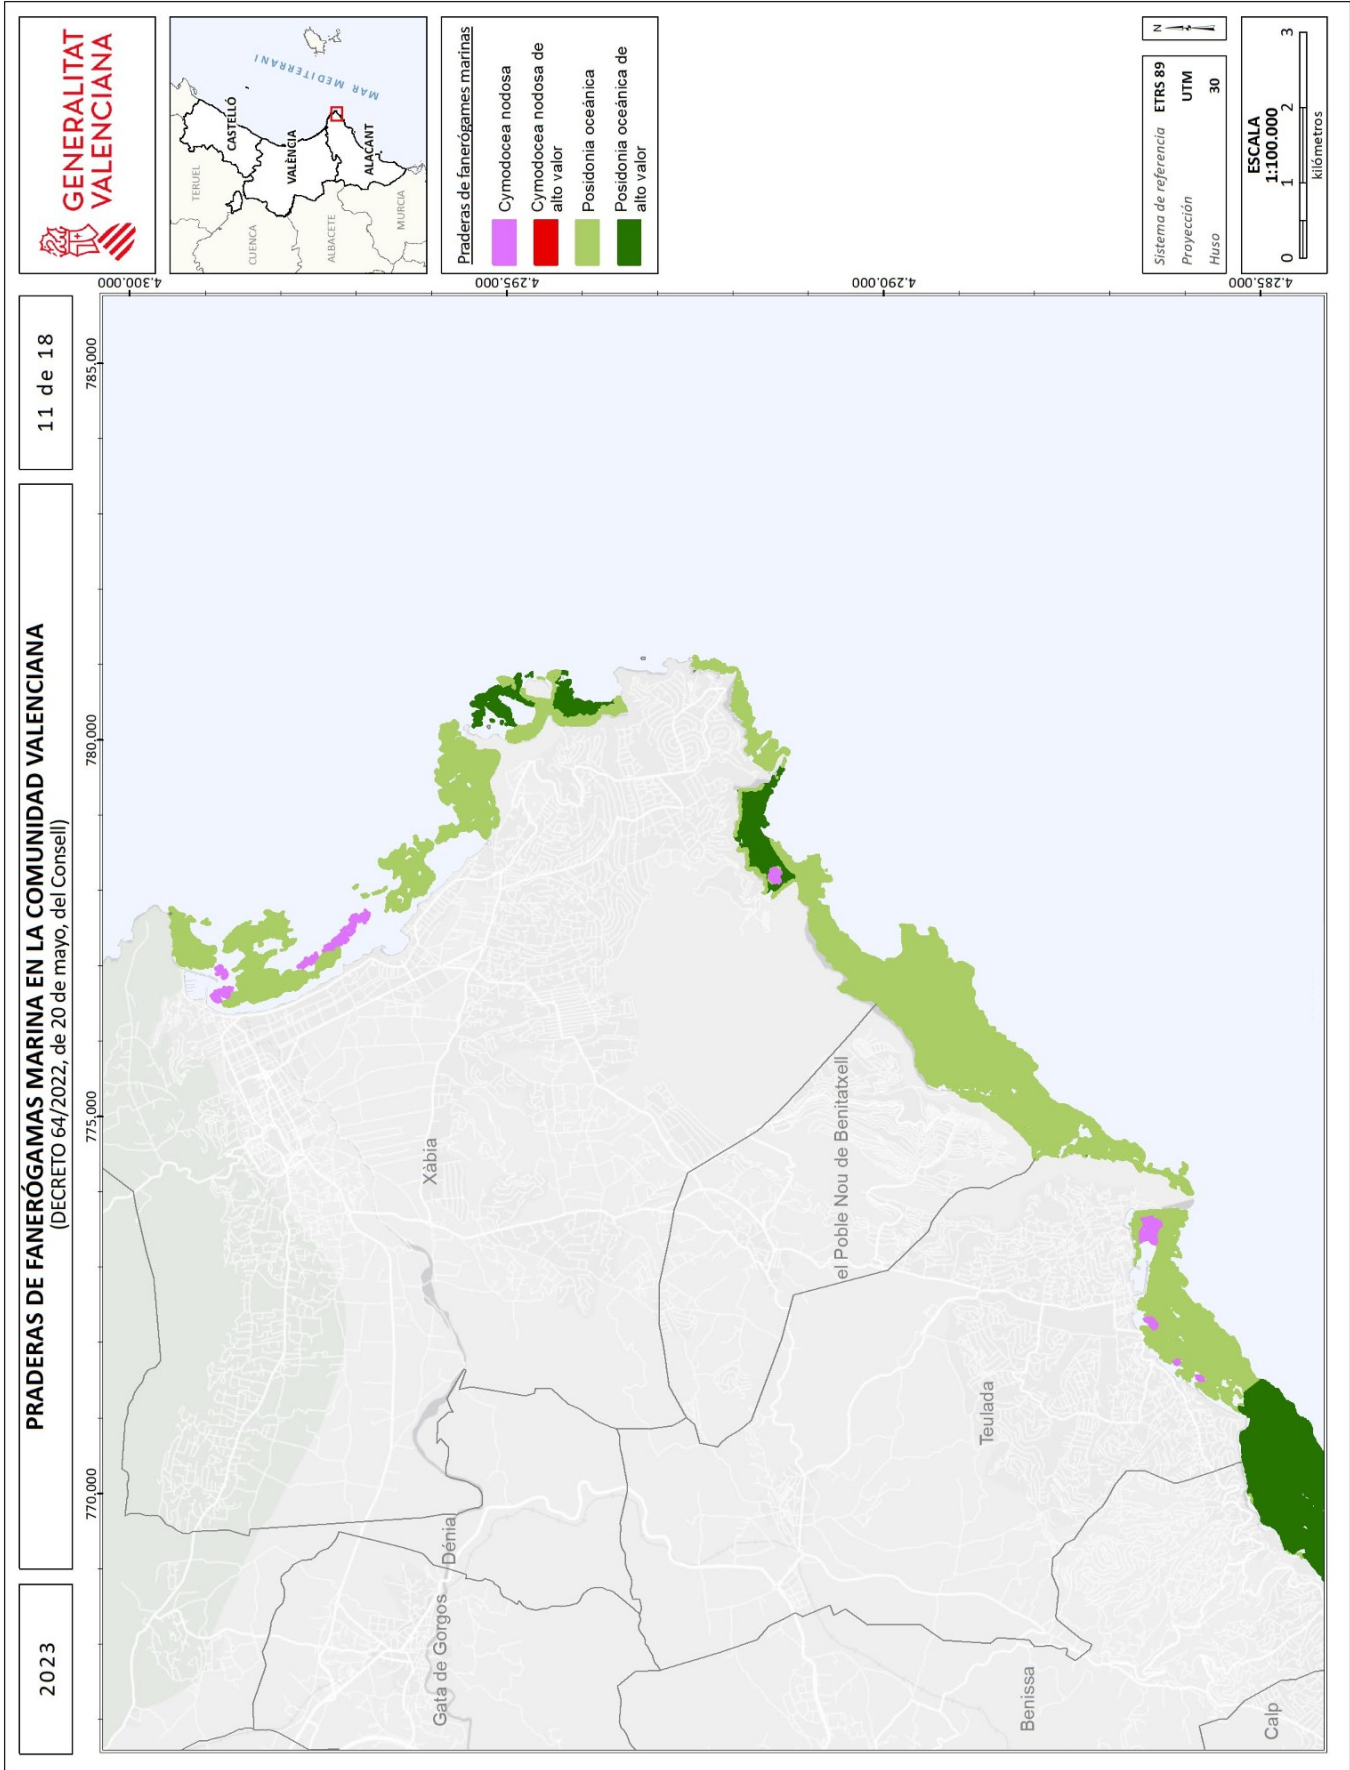 2023
PRADERAS DE FANERÓGAMAS MARINA EN LA COMUNIDAD VALENCIANA
(DECRETO 64/2022, de 20 de mayo, del Consell)
11 de 18
GENERALITAT
VALENCIANA
770.000
775.000
780.000
785.000
4.300.000
4.295.000
4.290.000
4.285.000
Xàbia
Dénia
Gata de Gorgos
el Poble Nou de Benitatxell
Teulada
Benissa
Calp
TERUEL
CASTELLÓ
CUENCA
VALÈNCIA
ALBACETE
ALACANT
MURCIA
MAR MEDITERRANI
Praderas de fanerógames marinas
Cymodocea nodosa
Cymodocea nodosa de
alto valor
Posidonia oceánica
Posidonia oceánica de
alto valor
Sistema de referencia ETRS 89
Proyección UTM
Huso 30
N
ESCALA
1:100.000
0 1 2 3
kilómetros